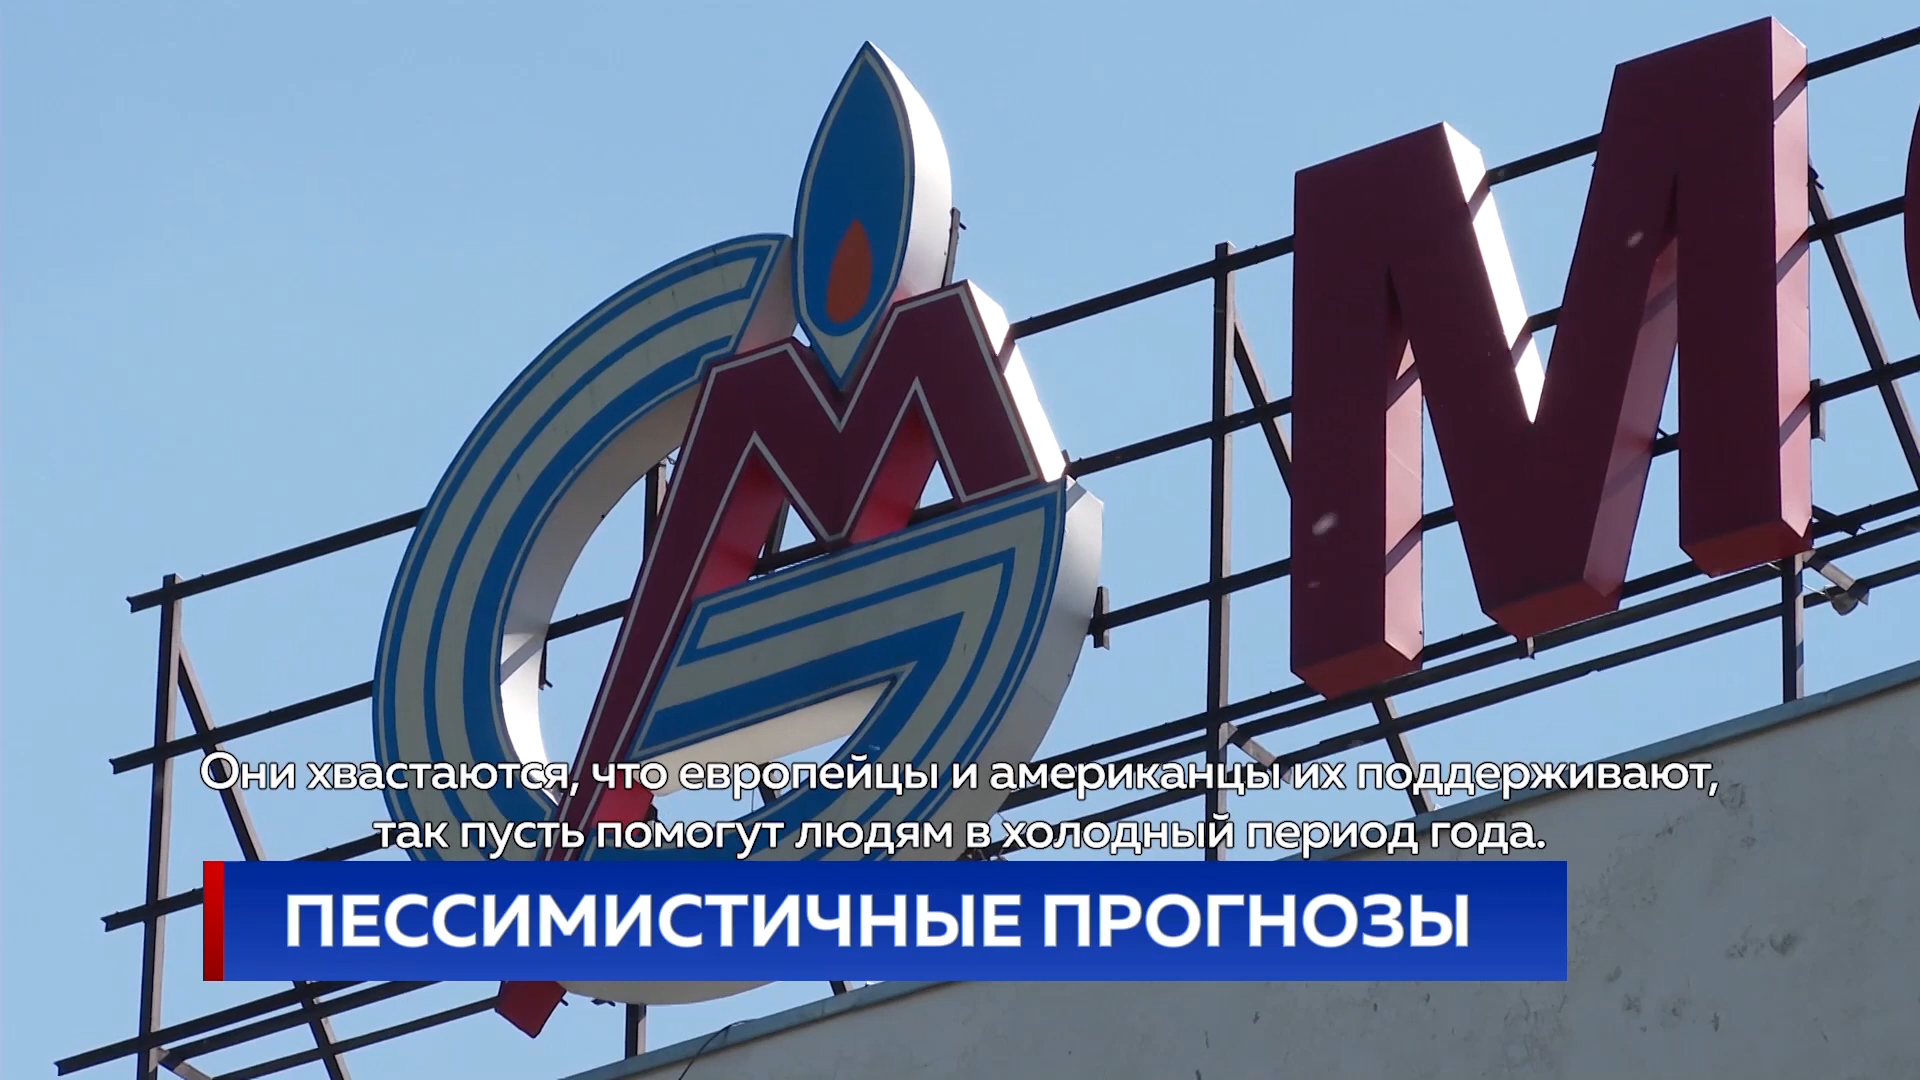 М
М
Они хвастаются, что европейцы и американцы их поддерживают,
так пусть помогут людям в холодный период года.
ПЕССИМИСТИЧНЫЕ ПРОГНОЗЫ